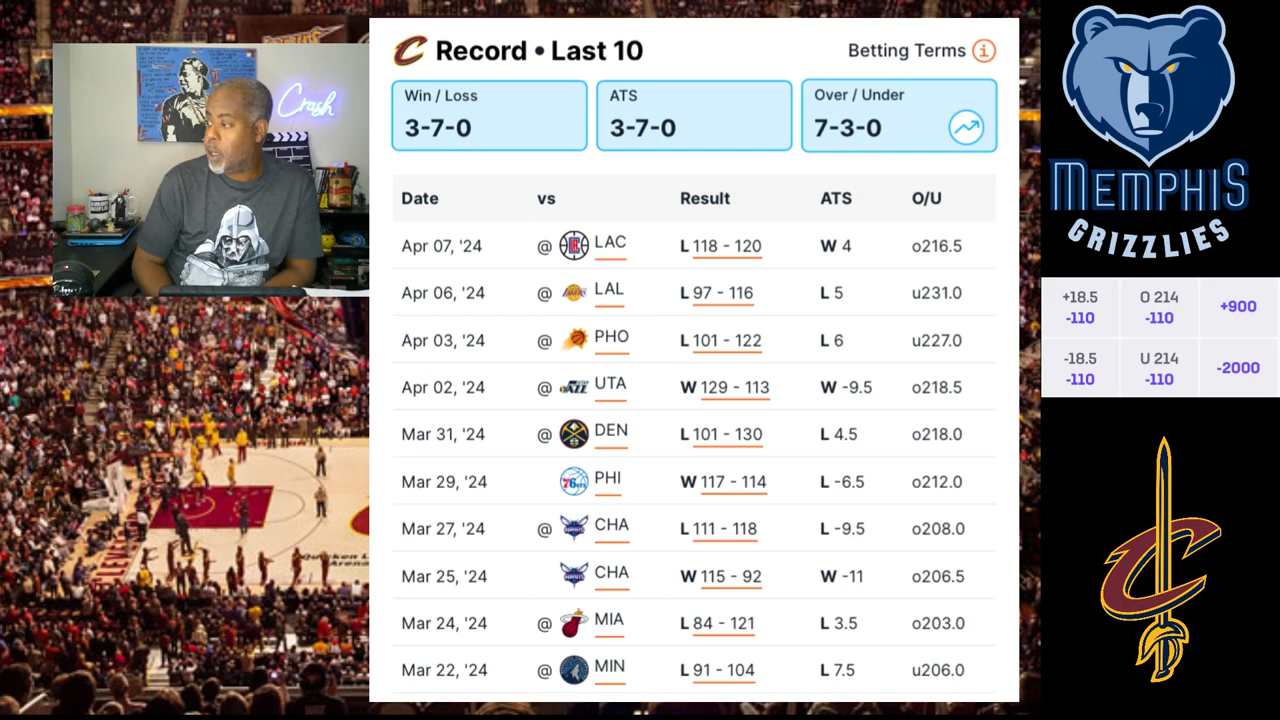 Crash
Record • Last 10
Betting Terms
Win / Loss
3-7-0
ATS
3-7-0
Over / Under
7-3-0
Date vs Result ATS O/U
Apr 07, '24 @ LAC L 118 - 120 W 4 o216.5
Apr 06, '24 @ LAL L 97 - 116 L 5 u231.0
Apr 03, '24 @ PHO L 101 - 122 L 6 u227.0
Apr 02, '24 @ UTA W 129 - 113 W -9.5 o218.5
Mar 31, '24 @ DEN L 101 - 130 L 4.5 o218.0
Mar 29, '24 PHI W 117 - 114 L -6.5 o212.0
Mar 27, '24 @ CHA L 111 - 118 L -9.5 o208.0
Mar 25, '24 CHA W 115 - 92 W -11 o206.5
Mar 24, '24 @ MIA L 84 - 121 L 3.5 o203.0
Mar 22, '24 @ MIN L 91 - 104 L 7.5 u206.0
MEMPHIS
GRIZZLIES
+18.5 O 214 +900
-110 -110
-18.5 U 214 -2000
-110 -110